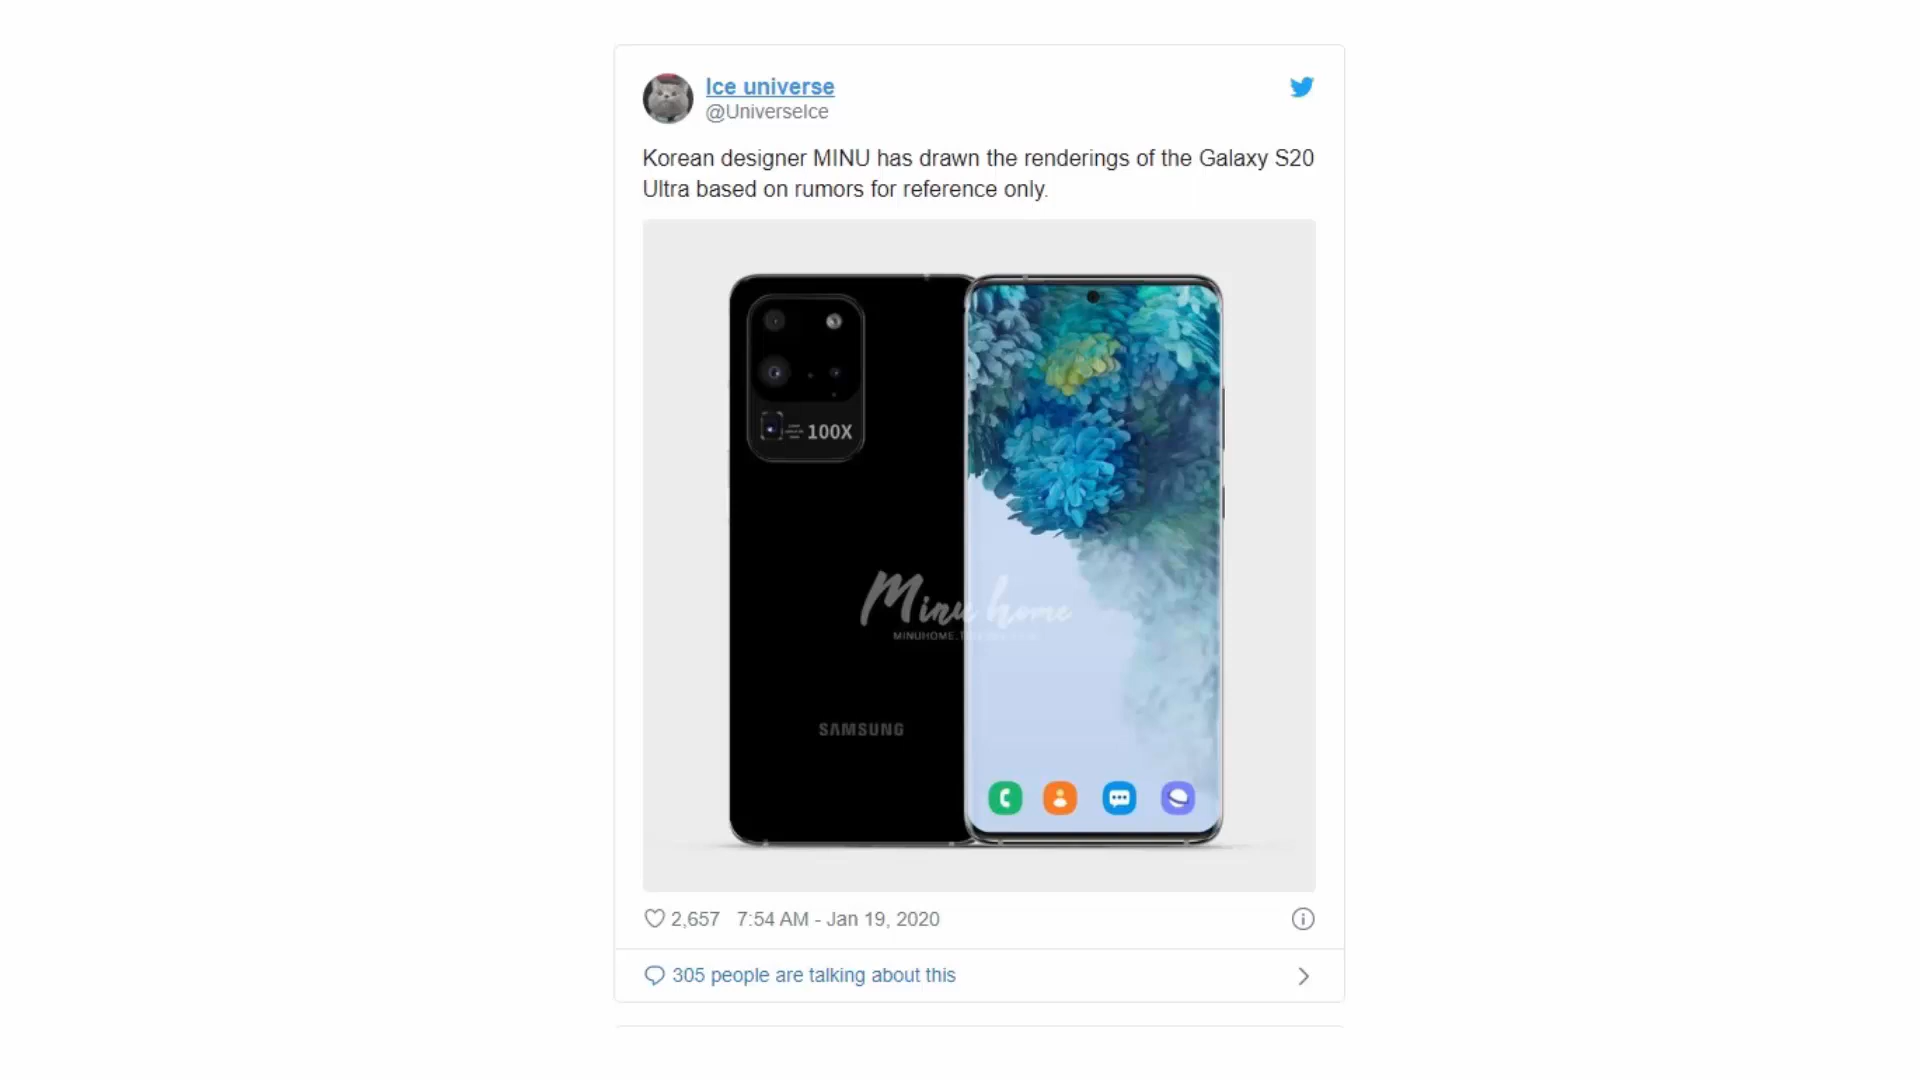 Ice universe
@UniverseIce
Korean designer MINU has drawn the renderings of the Galaxy S20
Ultra based on rumors for reference only.
100X
Minu home
SAMSUNG
2,657 7:54 AM - Jan 19, 2020
305 people are talking about this